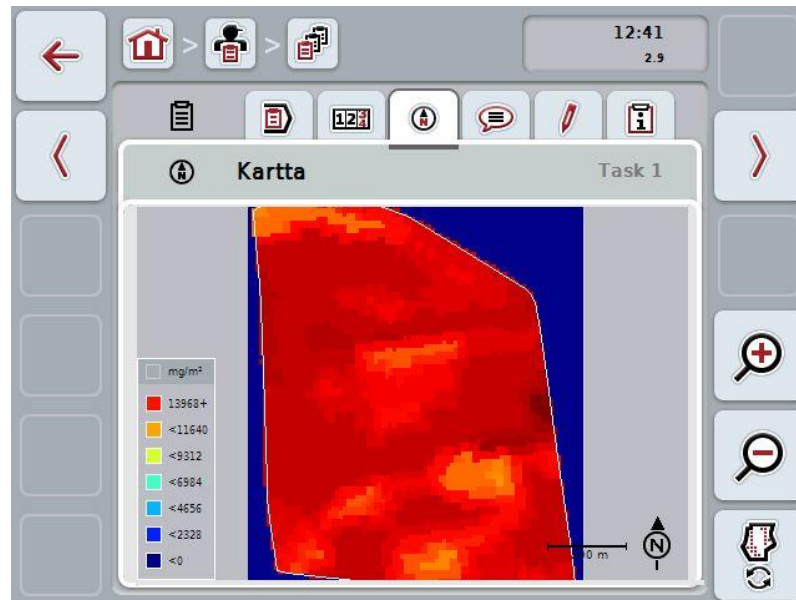 12:41
2.9
Kartta
Task 1
mg/m²
13968+
<11640
<9312
<6984
<4656
<2328
<0
N